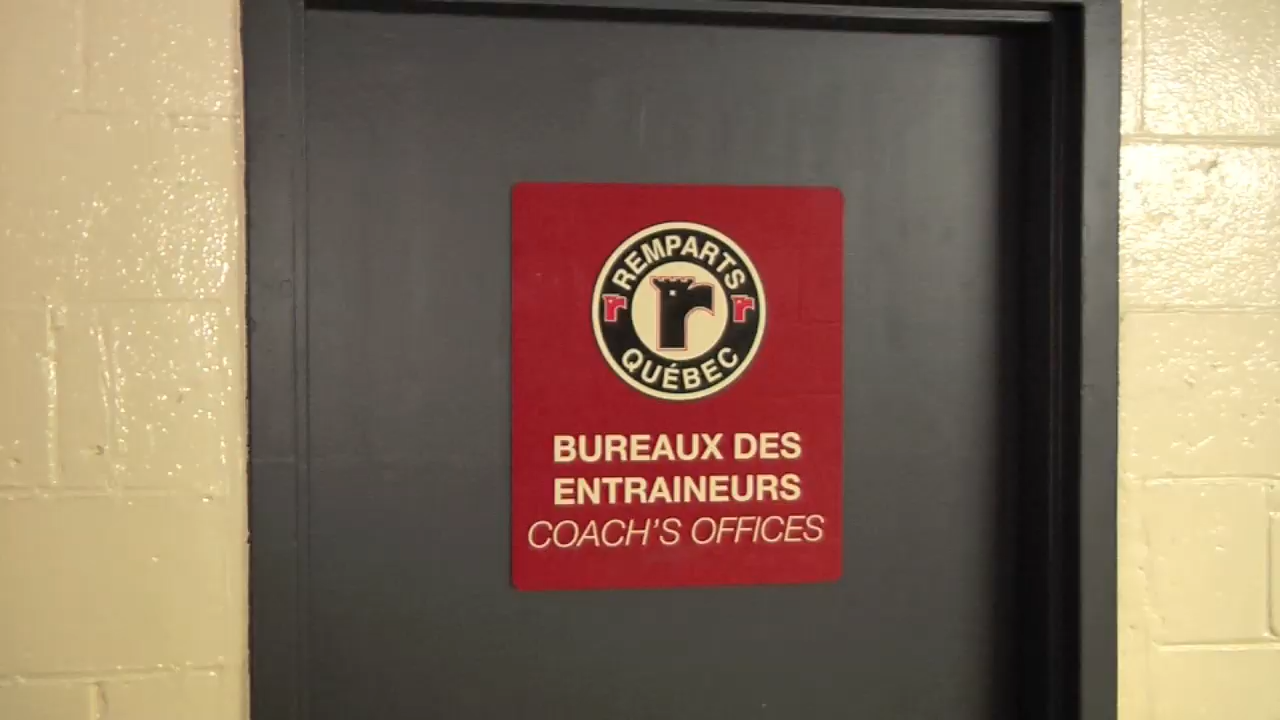 REMPARTS
QUÉBEC
BUREAUX DES
ENTRAINEURS
COACH'S OFFICES